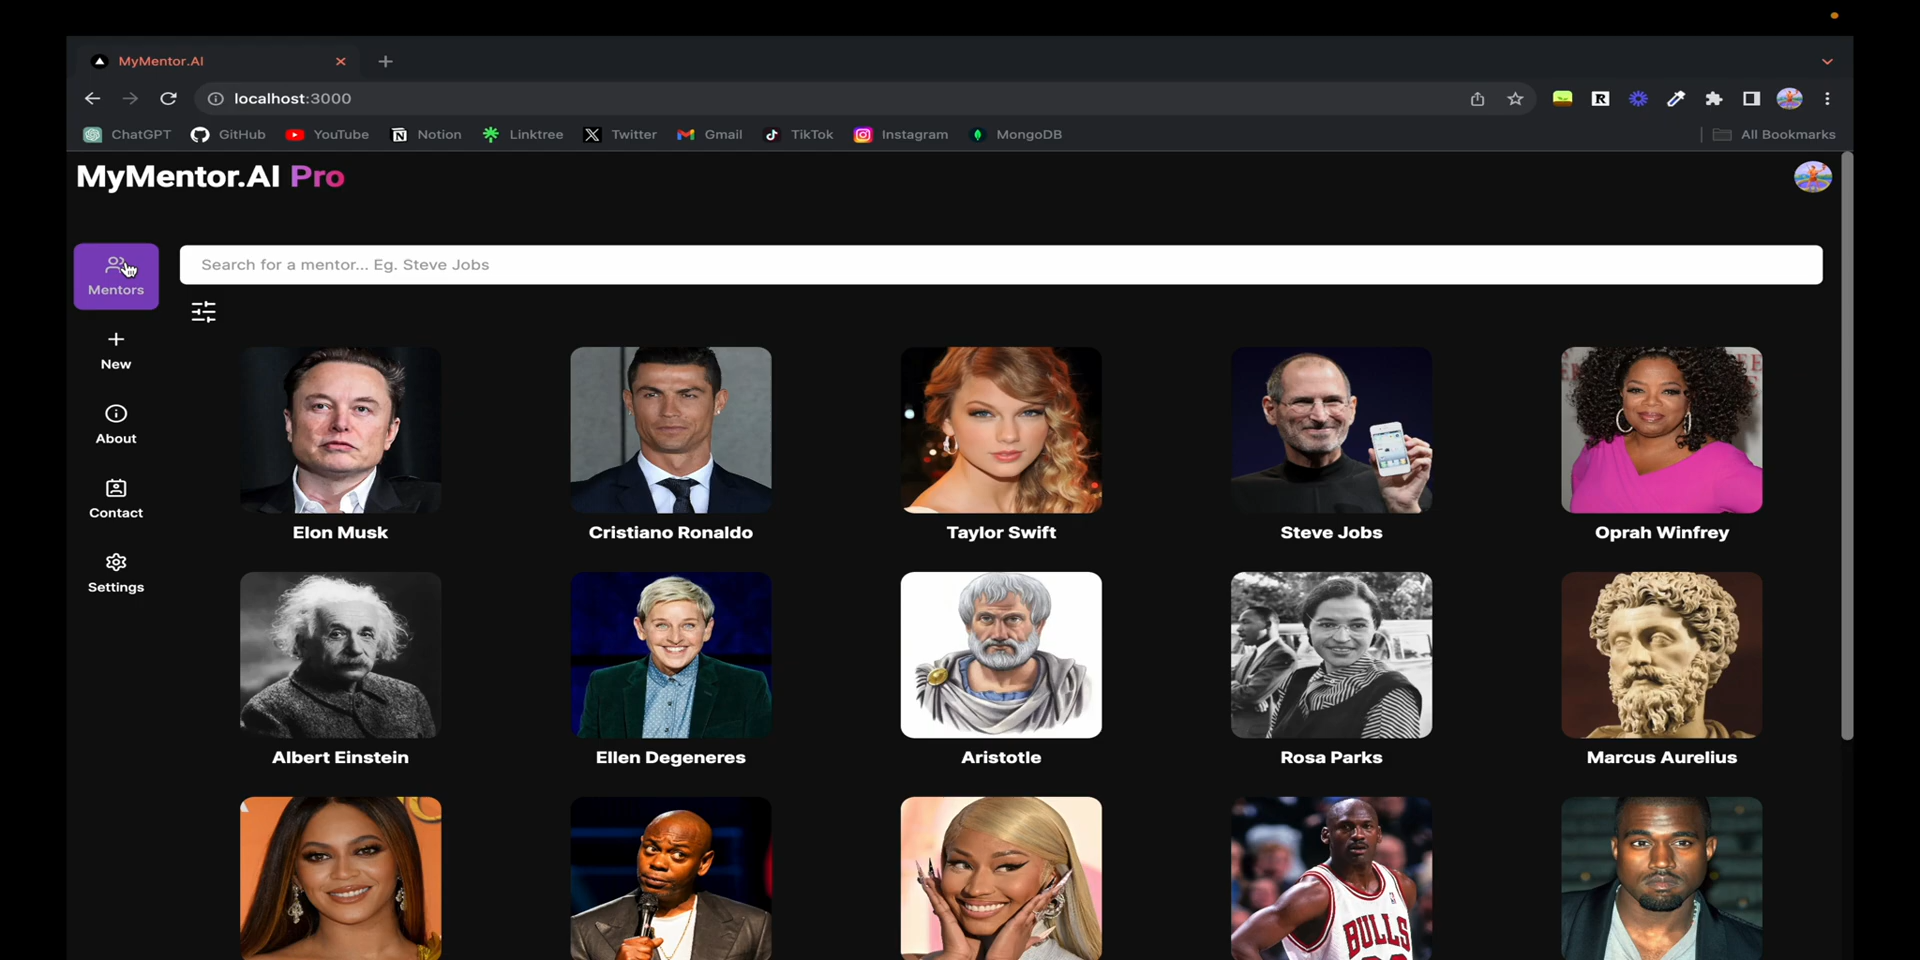 MyMentor.AI
localhost:3000
ChatGPT GitHub YouTube Notion Linktree Twitter Gmail TikTok Instagram MongoDB All Bookmarks
MyMentor.AI Pro
Mentors
Search for a mentor... Eg. Steve Jobs
New
About
Contact
Settings
Elon Musk Cristiano Ronaldo Taylor Swift Steve Jobs Oprah Winfrey
Albert Einstein Ellen Degeneres Aristotle Rosa Parks Marcus Aurelius
BULLS